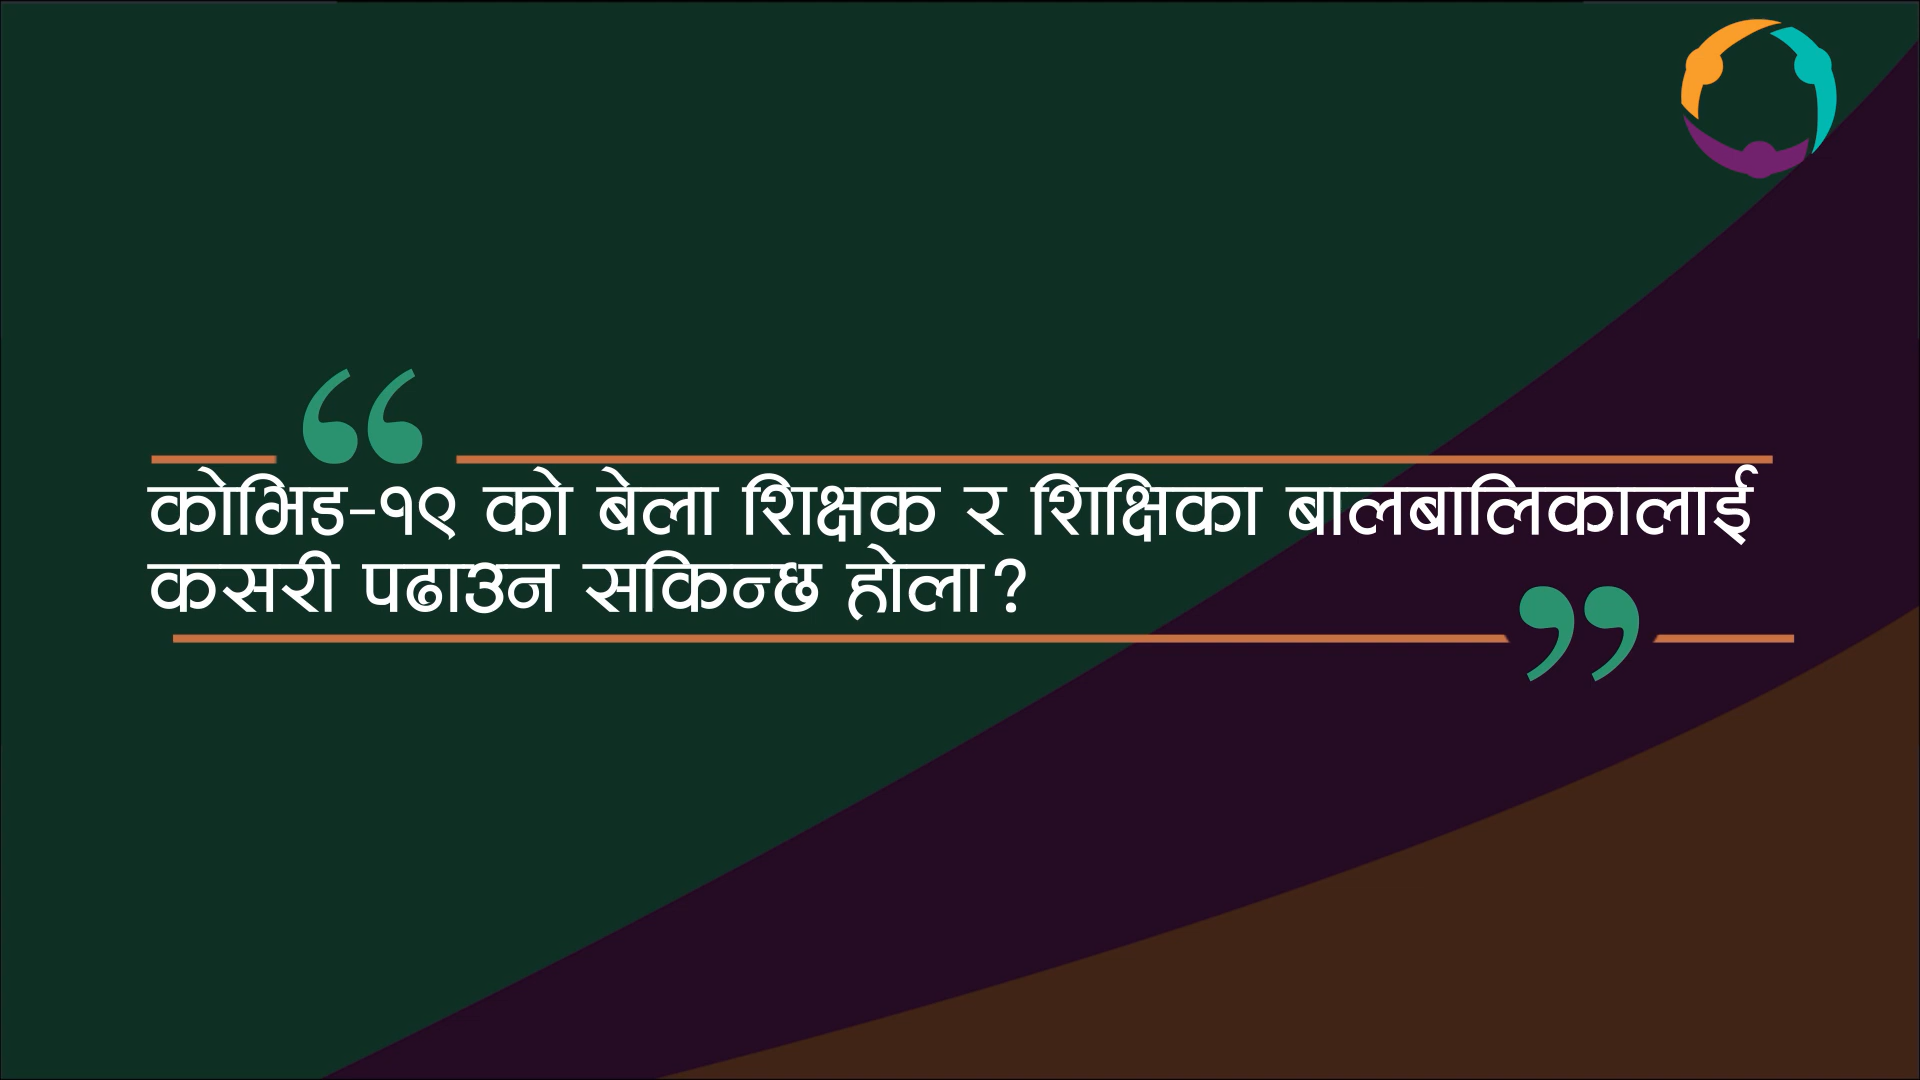 कोभिड-१९ को बेला शिक्षक र शिक्षिका बालबालिकालाई
कसरी पढाउन सकिन्छ होला?